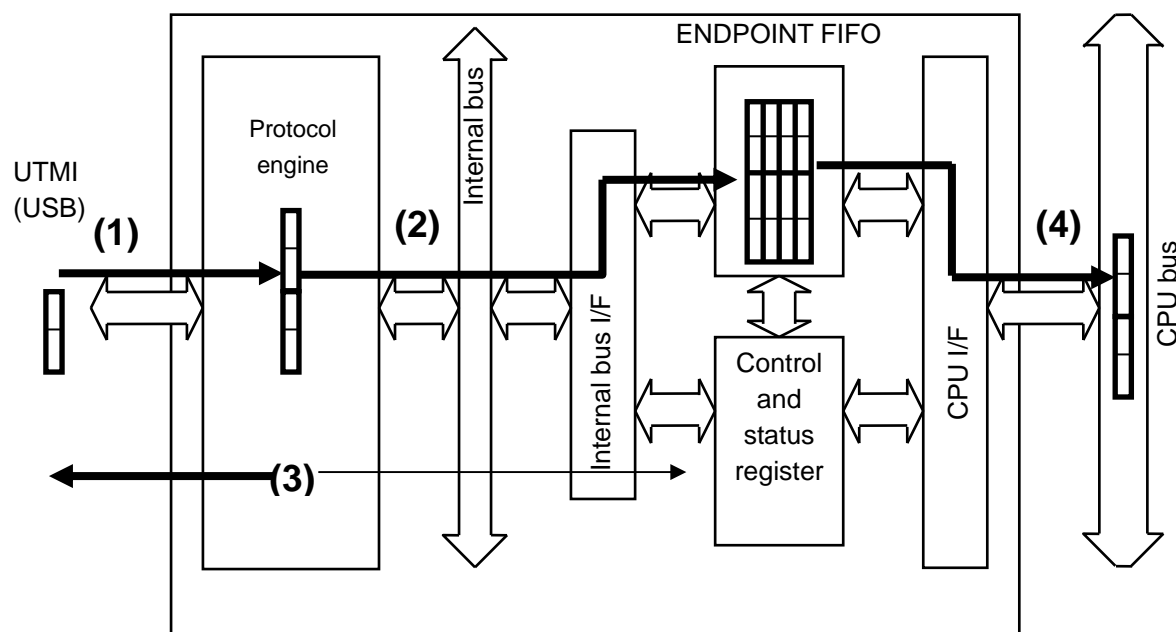 ENDPOINT FIFO
Internal bus
Protocol
engine
UTMI
(USB)
(1)
(2)
(4)
CPU bus
Internal bus I/F
CPU I/F
Control
and
status
register
(3)